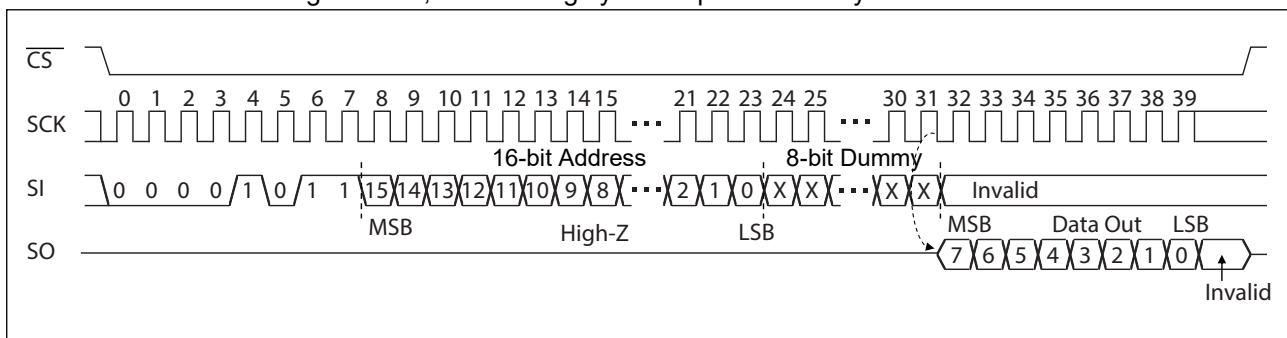 CS
0 1 2 3 4 5 6 7 8 9 10 11 12 13 14 15 21 22 23 24 25 30 31 32 33 34 35 36 37 38 39
SCK
16-bit Address 8-bit Dummy
SI 0 0 0 0 1 0 1 1 15 14 13 12 11 10 9 8 2 1 0 X X X X Invalid
MSB High-Z LSB MSB Data Out LSB
SO 7 6 5 4 3 2 1 0
Invalid